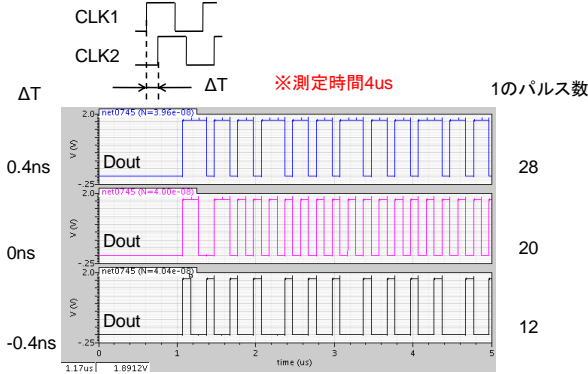 CLK1
CLK2
ΔT
ΔT
※測定時間4us
1のパルス数
0.4ns
net0745 (N=3.96e-08)
2.0
V (V)
-.25
Dout
28
0ns
net0745 (N=4.00e-08)
2.0
V (V)
-.25
Dout
20
-0.4ns
net0745 (N=4.04e-08)
2.0
V (V)
-.25
Dout
12
0 1 2 3 4 5
time (us)
1.17us 1.8912V